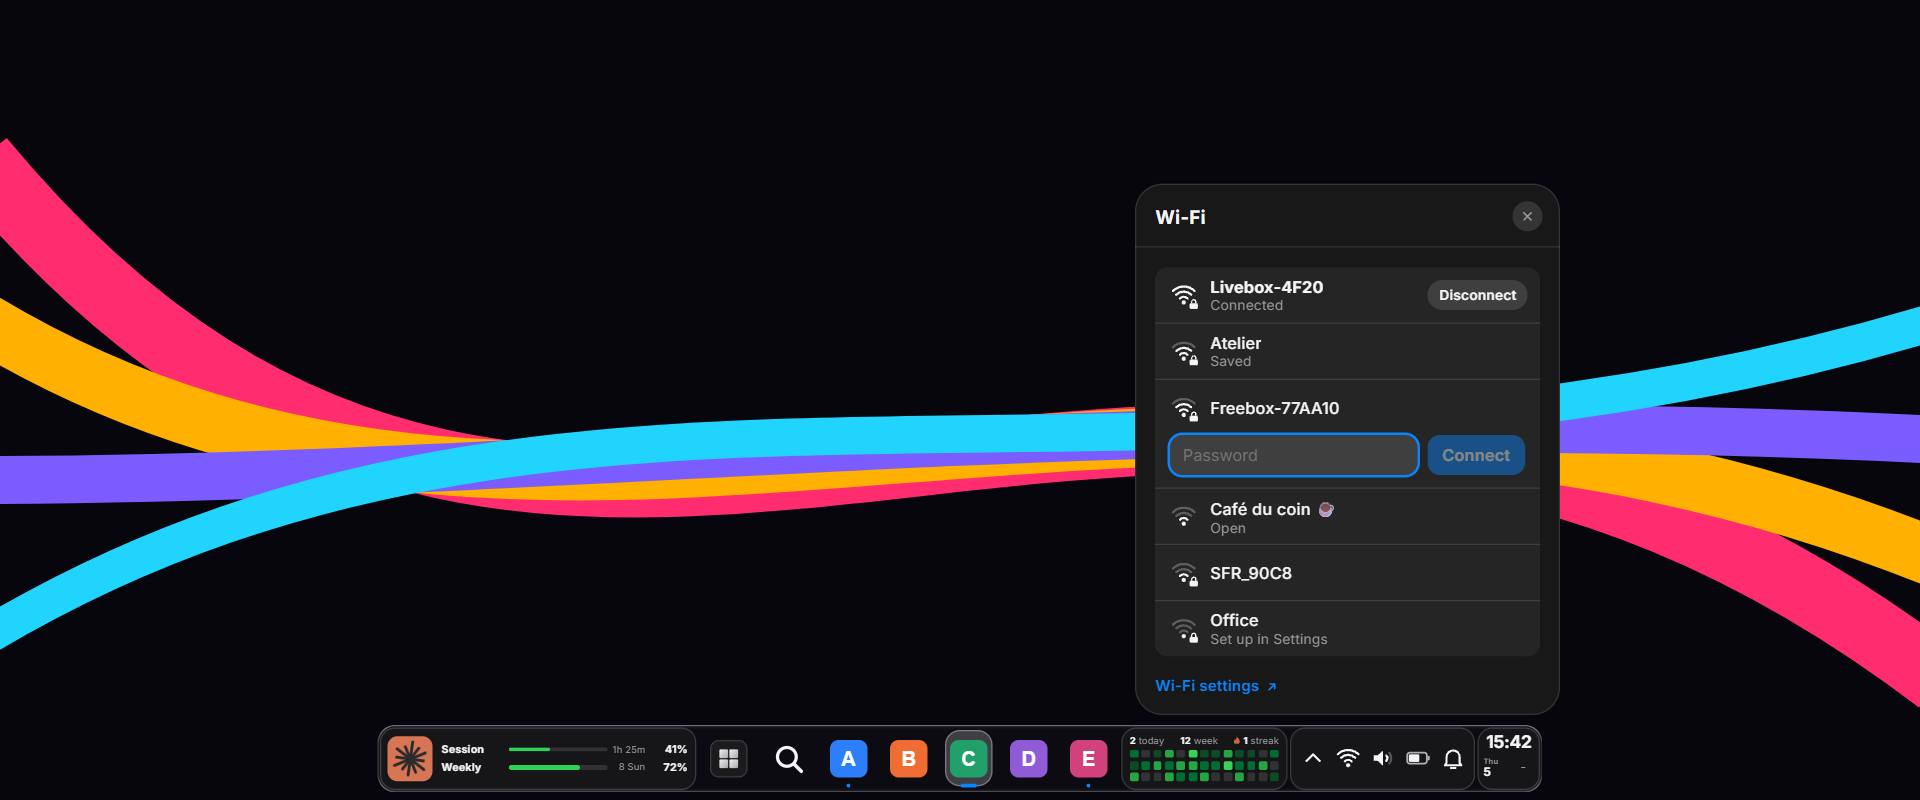 Wi-Fi
Livebox-4F20
Connected
Disconnect
Atelier
Saved
Freebox-77AA10
Password
Connect
Café du coin
Open
SFR_90C8
Office
Set up in Settings
Wi-Fi settings ↗
Session 1h 25m 41%
Weekly 8 Sun 72%
A
B
C
D
E
2 today 12 week 1 streak
15:42
Thu
5 –